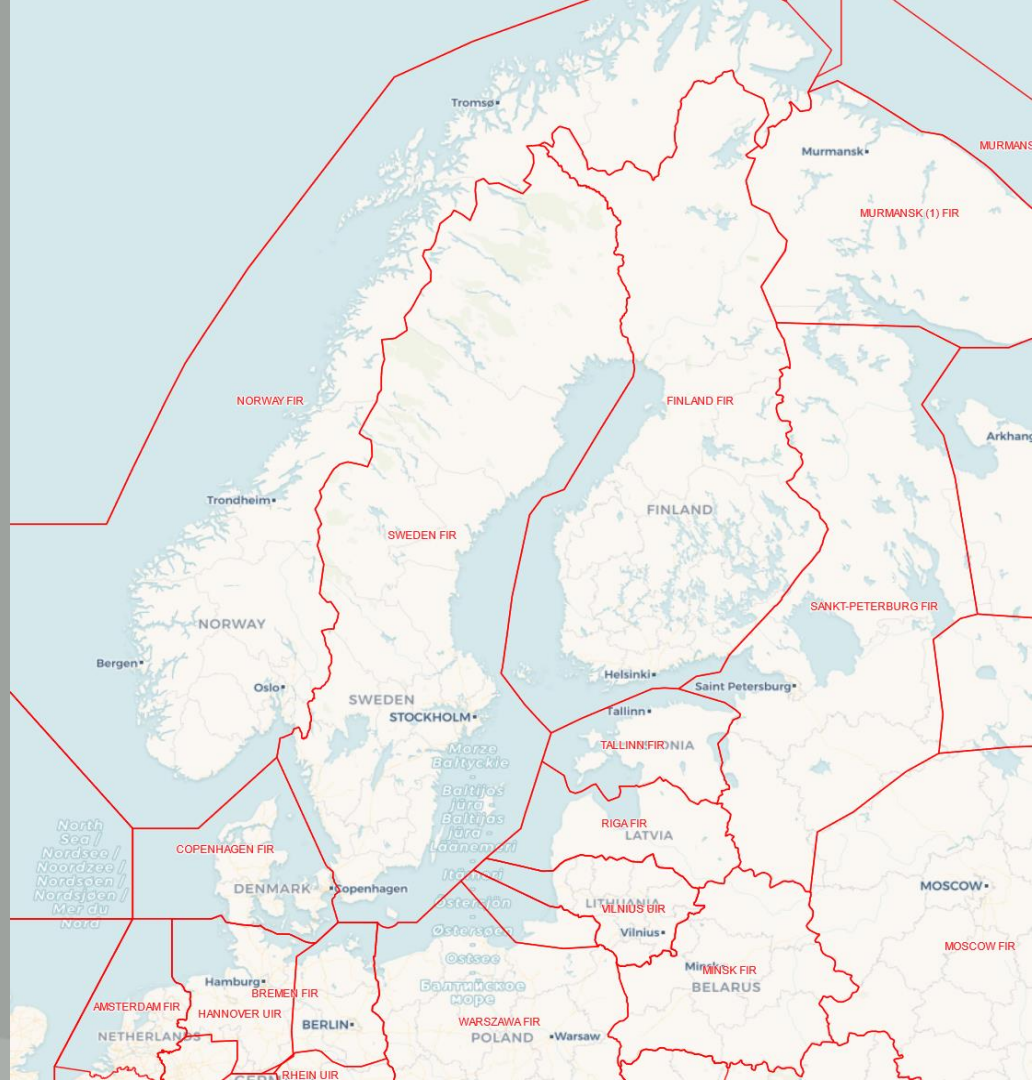 Tromsø
Murmansk
MURMANS
MURMANSK (1) FIR
NORWAY FIR
FINLAND FIR
Arkhang
Trondheim
FINLAND
SWEDEN FIR
SANKT-PETERBURG FIR
NORWAY
Bergen
Helsinki
Oslo
Saint Petersburg
SWEDEN
STOCKHOLM
Tallinn
TALLINN FIR
ONIA
Morze
Bałtyckie
-
Baltijos
jūra -
Baltijas
jūra -
Läänemeri
-
Itämeri
-
Östersjön
-
Østersøen
-
Ostsee
-
Балтийское
море
RIGA FIR
LATVIA
North
Sea /
Nordsee /
Noordzee /
Nordsøen /
Nordsjøen /
Mer du
Nord
COPENHAGEN FIR
DENMARK
Copenhagen
MOSCOW
LITHUANIA
VILNIUS UIR
Vilnius
MOSCOW FIR
Minsk
MINSK FIR
BELARUS
Hamburg
BREMEN FIR
AMSTERDAM FIR
HANNOVER UIR
WARSZAWA FIR
BERLIN
NETHERLANDS
POLAND
Warsaw
RHEIN UIR
GERM